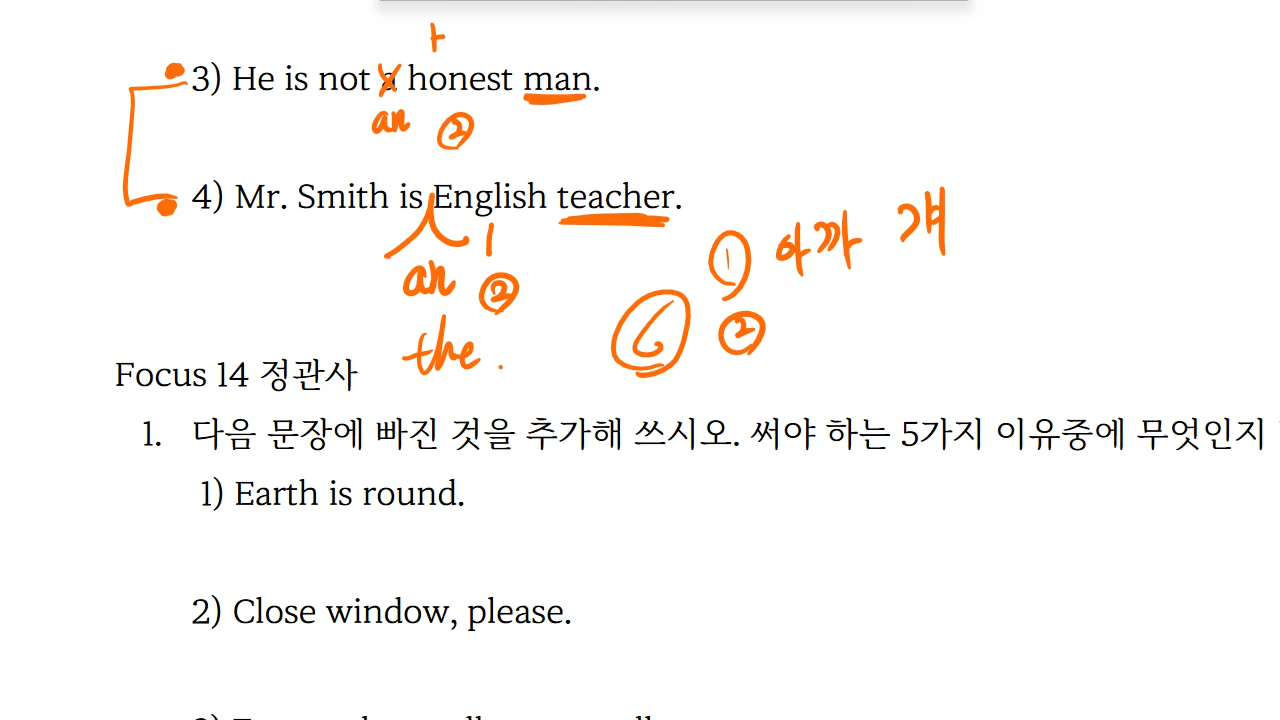 ㅏ
3) He is not a honest man.
an ②
4) Mr. Smith is English teacher.
an ② 1
the .
① 아까 걔
6 ②
Focus 14 정관사
1. 다음 문장에 빠진 것을 추가해 쓰시오. 써야 하는 5가지 이유중에 무엇인지
1) Earth is round.
2) Close window, please.